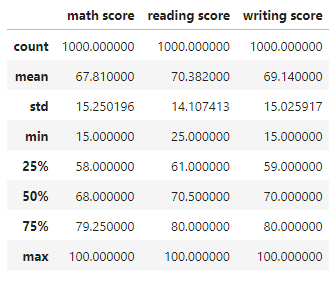 math score reading score writing score
count 1000.000000 1000.000000 1000.000000
mean 67.810000 70.382000 69.140000
std 15.250196 14.107413 15.025917
min 15.000000 25.000000 15.000000
25% 58.000000 61.000000 59.000000
50% 68.000000 70.500000 70.000000
75% 79.250000 80.000000 80.000000
max 100.000000 100.000000 100.000000